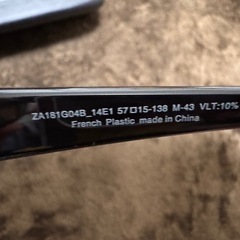 ZA181G04B_14E1 57□15-138 M-43 VLT:10%
French Plastic made in China